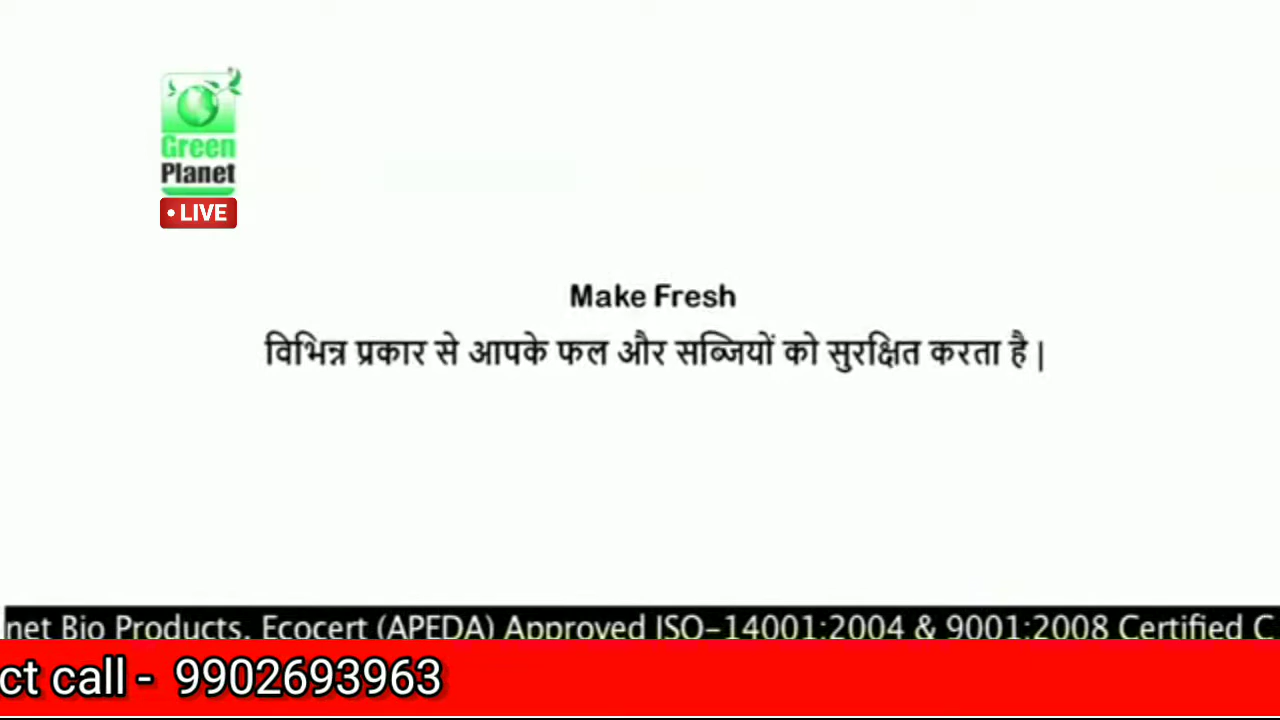 Green
Planet
• LIVE
Make Fresh
विभिन्न प्रकार से आपके फल और सब्जियों को सुरक्षित करता है |
net Bio Products, Ecocert (APEDA) Approved ISO-14001:2004 & 9001:2008 Certified C
ct call - 9902693963